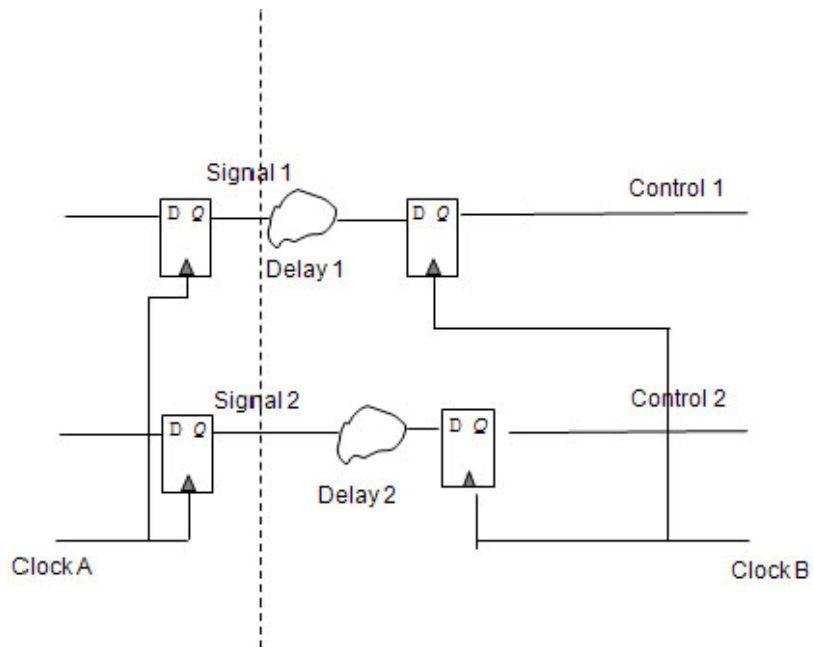 Signal 1
Control 1
D Q
D Q
Delay 1
Signal 2
Control 2
D Q
D Q
Delay 2
Clock A
Clock B